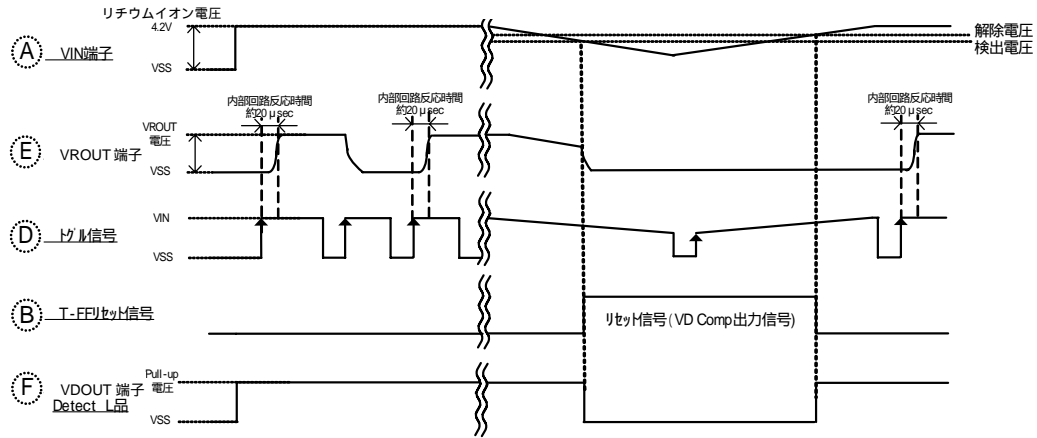 リチウムイオン電圧
4.2V
解除電圧
検出電圧
A VIN端子
VSS
内部回路反応時間
約20μsec
内部回路反応時間
約20μsec
内部回路反応時間
約20μsec
VROUT
電圧
E VROUT 端子
VSS
VIN
D トグル信号
VSS
B T-FFリセット信号
リセット信号(VD Comp出力信号)
Pull-up
電圧
F VDOUT 端子
Detect L品
VSS